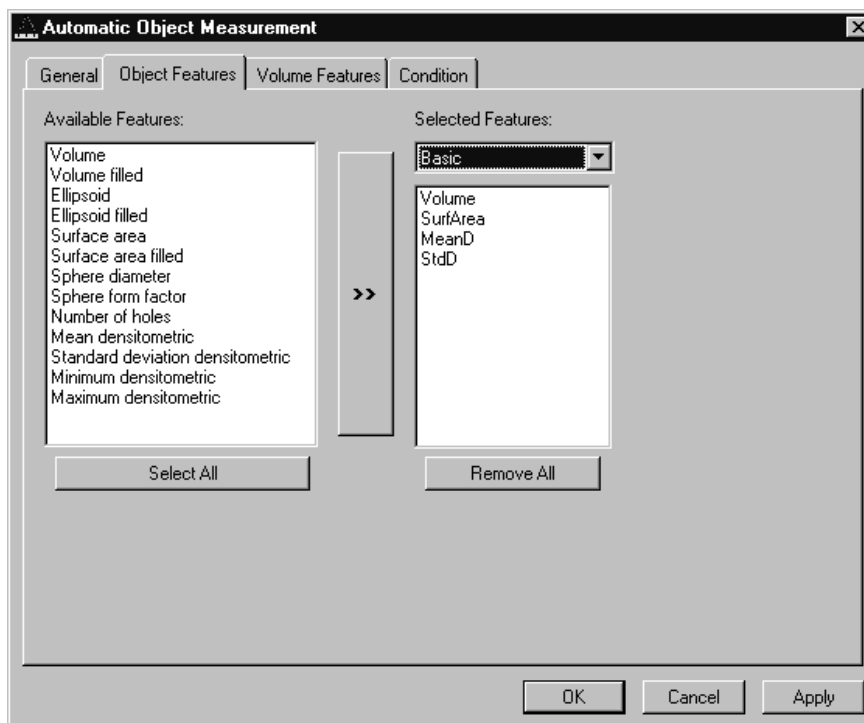 Automatic Object Measurement
General Object Features Volume Features Condition
Available Features:
Volume
Volume filled
Ellipsoid
Ellipsoid filled
Surface area
Surface area filled
Sphere diameter
Sphere form factor
Number of holes
Mean densitometric
Standard deviation densitometric
Minimum densitometric
Maximum densitometric
Select All
>>
Selected Features:
Basic
Volume
SurfArea
MeanD
StdD
Remove All
OK Cancel Apply